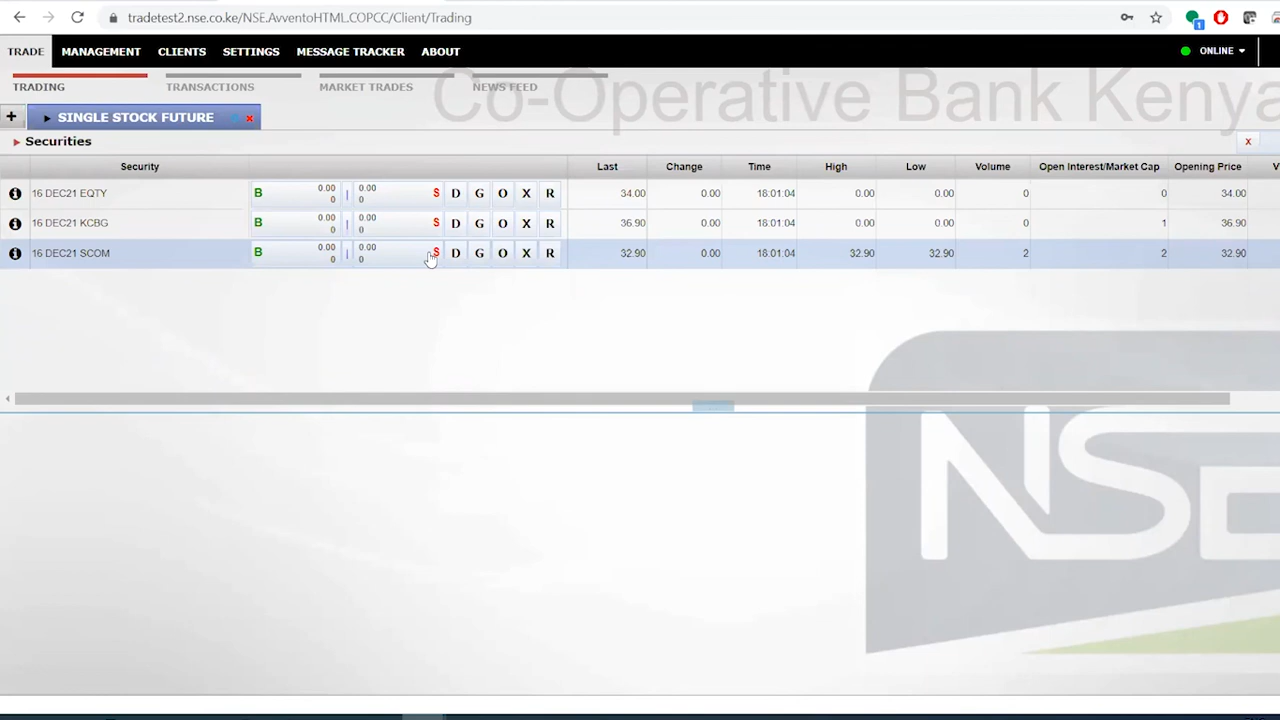 tradetest2.nse.co.ke/NSE.AvventoHTML.COPCC/Client/Trading
1
TRADE MANAGEMENT CLIENTS SETTINGS MESSAGE TRACKER ABOUT ONLINE
TRADING TRANSACTIONS MARKET TRADES NEWS FEED
Co-Operative Bank Kenya
+ SINGLE STOCK FUTURE x
Securities X
Security Last Change Time High Low Volume Open Interest/Market Cap Opening Price V
16 DEC21 EQTY B 0.00 0 | 0.00 0 S D G O X R 34.00 0.00 18:01:04 0.00 0.00 0 0 34.00
16 DEC21 KCBG B 0.00 0 | 0.00 0 S D G O X R 36.90 0.00 18:01:04 0.00 0.00 0 1 36.90
16 DEC21 SCOM B 0.00 0 | 0.00 0 S D G O X R 32.90 0.00 18:01:04 32.90 32.90 2 2 32.90
NSE